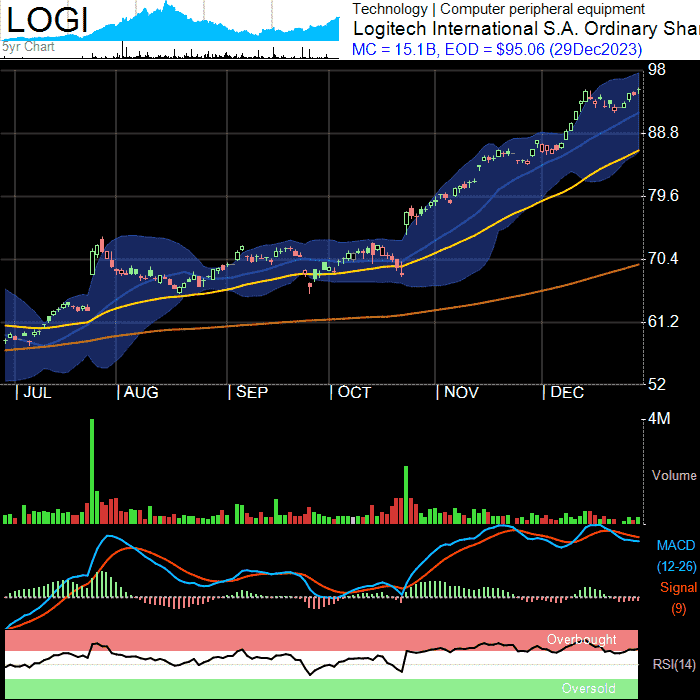 LOGI
5yr Chart
Technology | Computer peripheral equipment
Logitech International S.A. Ordinary Shar
MC = 15.1B, EOD = $95.06 (29Dec2023)
98
88.8
79.6
70.4
61.2
52
| JUL | AUG | SEP | OCT | NOV | DEC
4M
Volume
MACD
(12-26)
Signal
(9)
Overbought
RSI(14)
Oversold